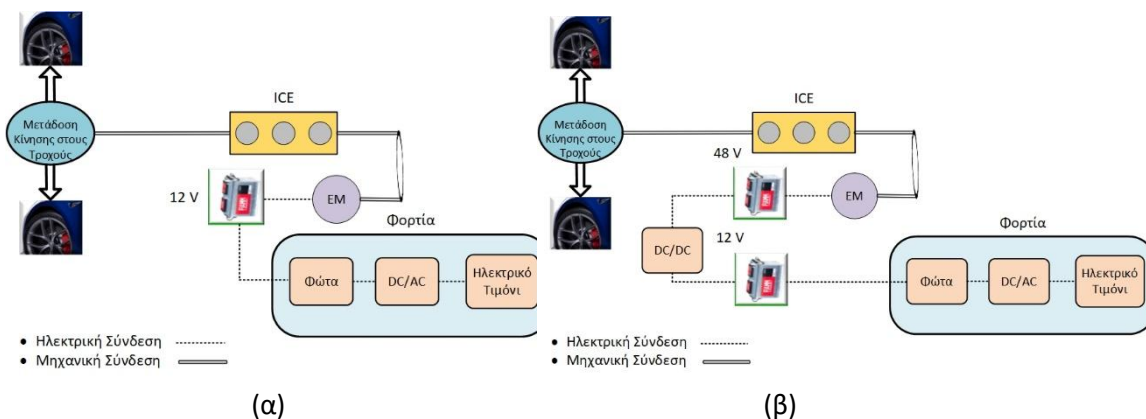 ICE
Μετάδοση
Κίνησης στους
Τροχούς
12 V
EM
Φορτία
Φώτα
DC/AC
Ηλεκτρικό
Τιμόνι
• Ηλεκτρική Σύνδεση
• Μηχανική Σύνδεση
(α)
ICE
Μετάδοση
Κίνησης στους
Τροχούς
48 V
EM
DC/DC
12 V
Φορτία
Φώτα
DC/AC
Ηλεκτρικό
Τιμόνι
• Ηλεκτρική Σύνδεση
• Μηχανική Σύνδεση
(β)